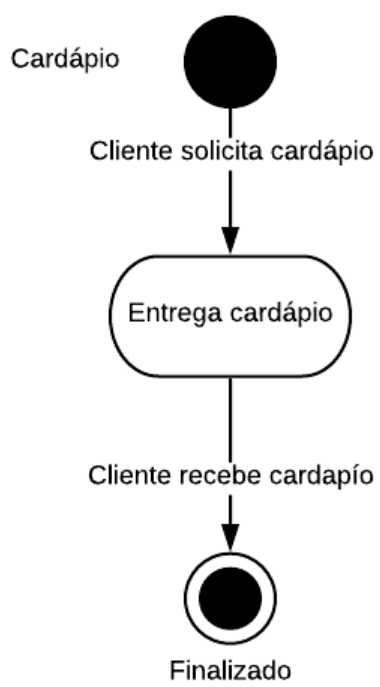 Cardápio
Cliente solicita cardápio
Entrega cardápio
Cliente recebe cardapío
Finalizado